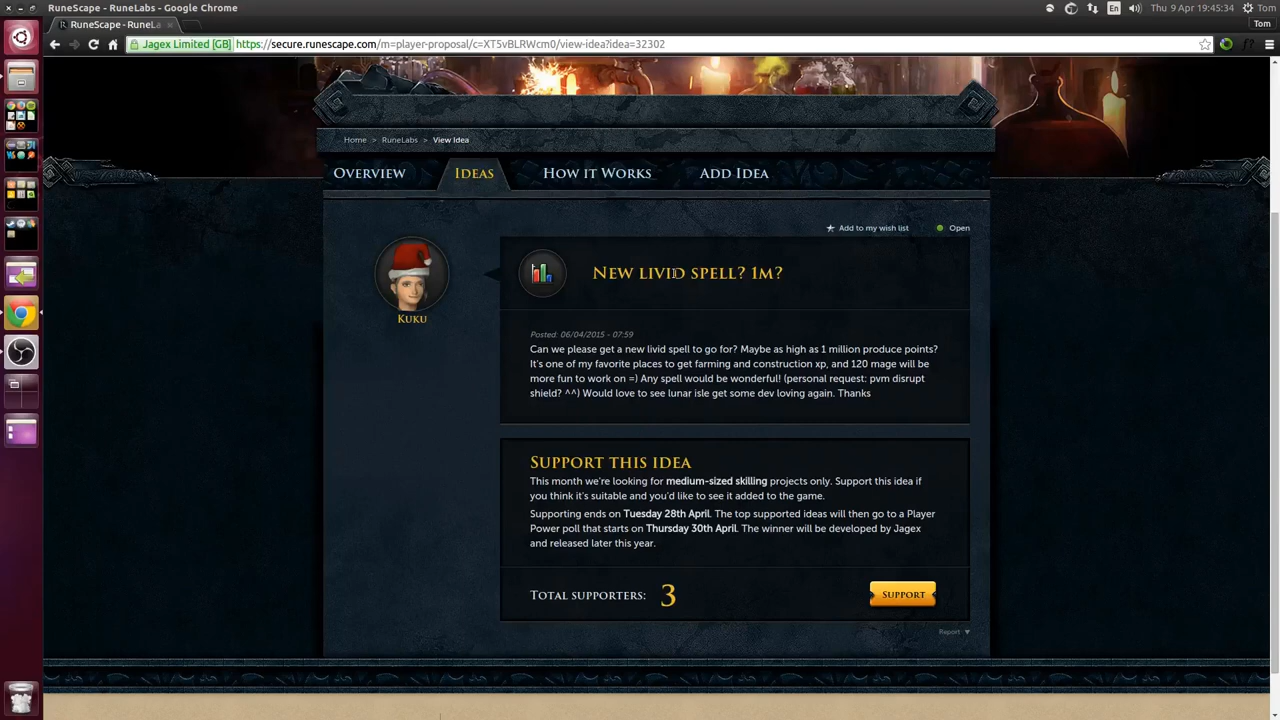 RuneScape - RuneLabs - Google Chrome
En
Thu 9 Apr 19:45:34
Tom
RuneScape - RuneLa
Tom
Jagex Limited [GB]
https://secure.runescape.com/m=player-proposal/c=XT5vBLRWcm0/view-idea?idea=32302
Home > RuneLabs > View Idea
OVERVIEW
IDEAS
HOW IT WORKS
ADD IDEA
Add to my wish list
Open
NEW LIVID SPELL? 1M?
KUKU
Posted: 06/04/2015 - 07:59
Can we please get a new livid spell to go for? Maybe as high as 1 million produce points?
It's one of my favorite places to get farming and construction xp, and 120 mage will be
more fun to work on =) Any spell would be wonderful! (personal request: pvm disrupt
shield? ^^) Would love to see lunar isle get some dev loving again. Thanks
SUPPORT THIS IDEA
This month we're looking for medium-sized skilling projects only. Support this idea if
you think it's suitable and you'd like to see it added to the game.
Supporting ends on Tuesday 28th April. The top supported ideas will then go to a Player
Power poll that starts on Thursday 30th April. The winner will be developed by Jagex
and released later this year.
TOTAL SUPPORTERS: 3
SUPPORT
Report